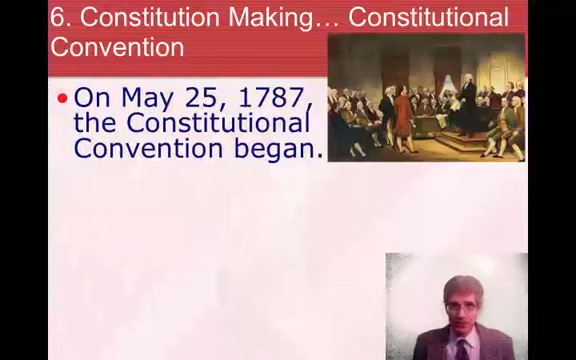 6. Constitution Making… Constitutional
Convention
On May 25, 1787,
the Constitutional
Convention began.